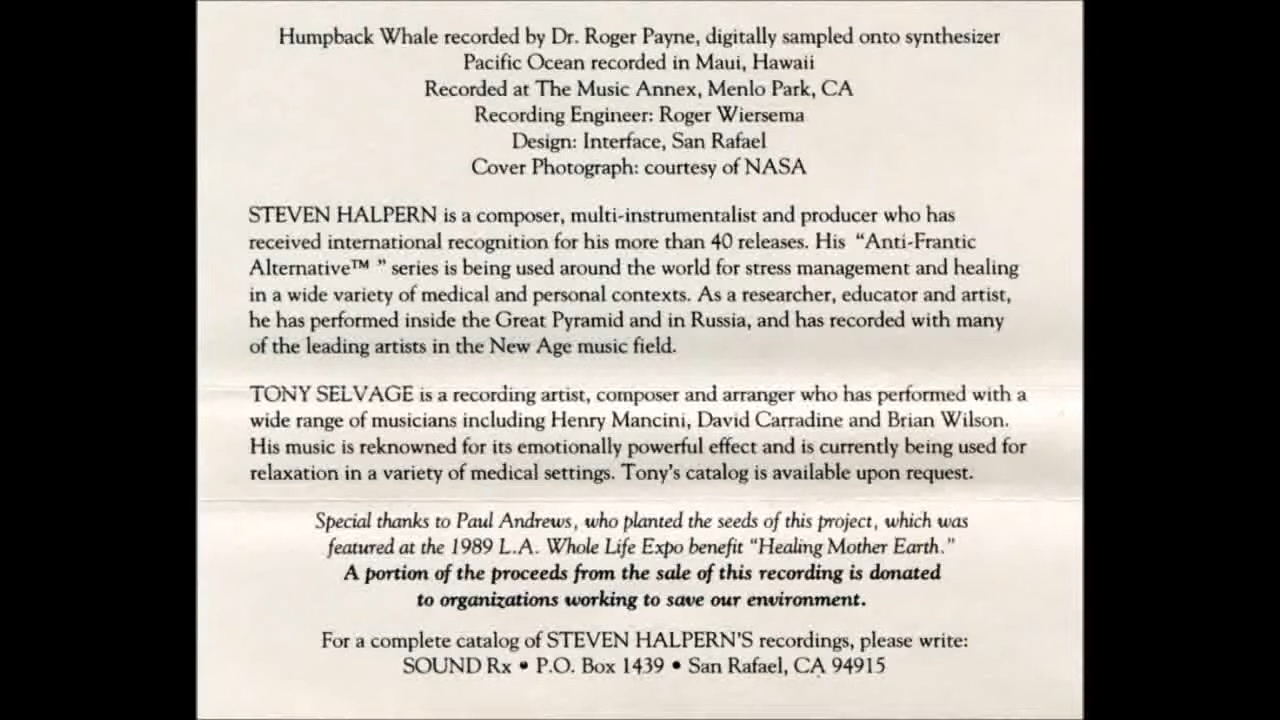 Humpback Whale recorded by Dr. Roger Payne, digitally sampled onto synthesizer
Pacific Ocean recorded in Maui, Hawaii
Recorded at The Music Annex, Menlo Park, CA
Recording Engineer: Roger Wiersema
Design: Interface, San Rafael
Cover Photograph: courtesy of NASA
STEVEN HALPERN is a composer, multi-instrumentalist and producer who has
received international recognition for his more than 40 releases. His “Anti-Frantic
Alternative™ ” series is being used around the world for stress management and healing
in a wide variety of medical and personal contexts. As a researcher, educator and artist,
he has performed inside the Great Pyramid and in Russia, and has recorded with many
of the leading artists in the New Age music field.
TONY SELVAGE is a recording artist, composer and arranger who has performed with a
wide range of musicians including Henry Mancini, David Carradine and Brian Wilson.
His music is reknowned for its emotionally powerful effect and is currently being used for
relaxation in a variety of medical settings. Tony's catalog is available upon request.
Special thanks to Paul Andrews, who planted the seeds of this project, which was
featured at the 1989 L.A. Whole Life Expo benefit “Healing Mother Earth.”
A portion of the proceeds from the sale of this recording is donated
to organizations working to save our environment.
For a complete catalog of STEVEN HALPERN'S recordings, please write:
SOUND Rx • P.O. Box 1439 • San Rafael, CA 94915